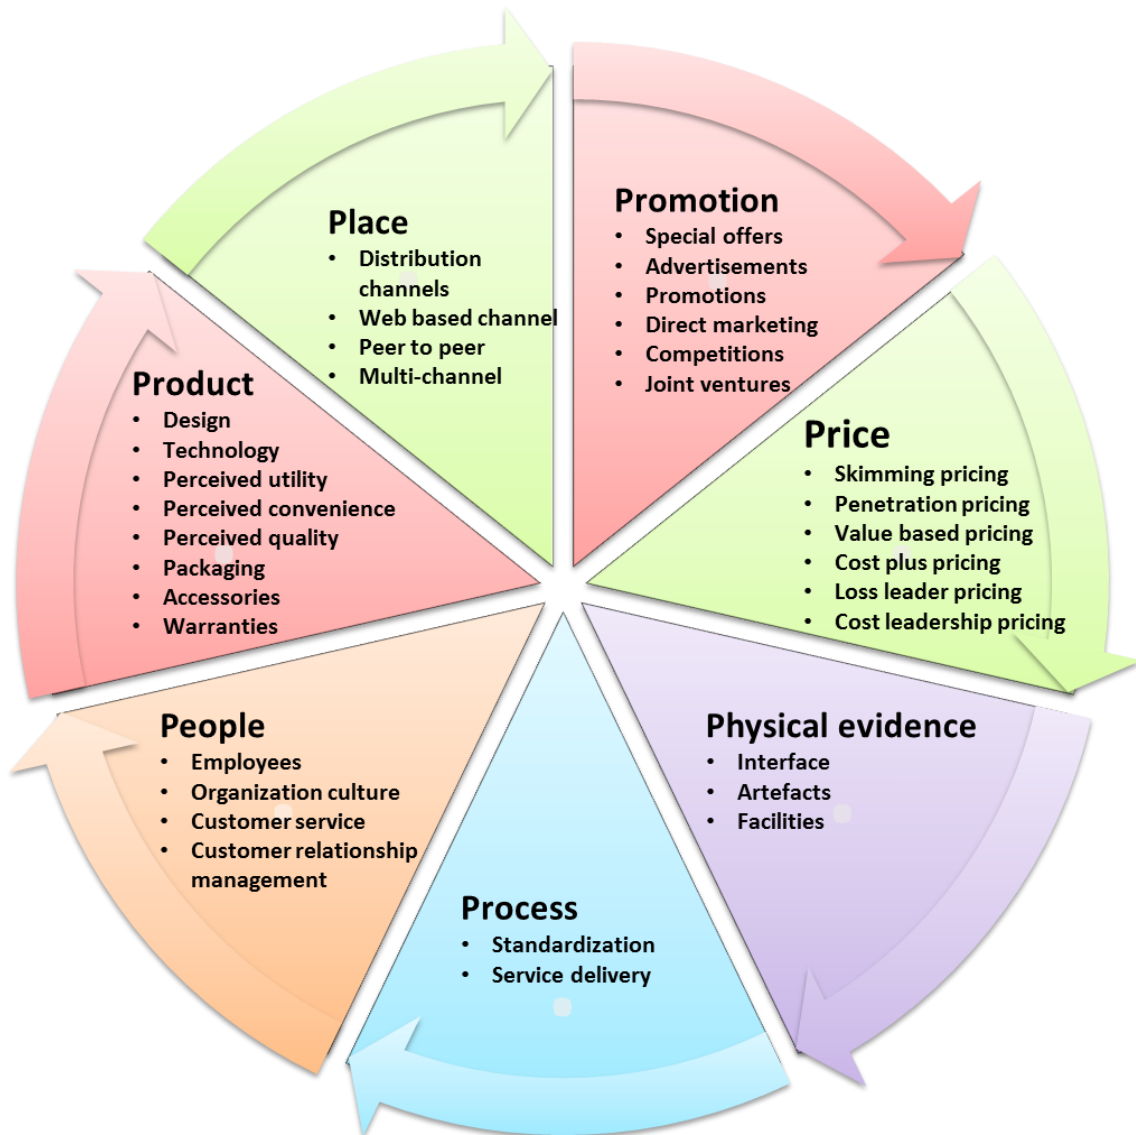 Promotion
• Special offers
• Advertisements
• Promotions
• Direct marketing
• Competitions
• Joint ventures
Price
• Skimming pricing
• Penetration pricing
• Value based pricing
• Cost plus pricing
• Loss leader pricing
• Cost leadership pricing
Physical evidence
• Interface
• Artefacts
• Facilities
Process
• Standardization
• Service delivery
People
• Employees
• Organization culture
• Customer service
• Customer relationship
management
Product
• Design
• Technology
• Perceived utility
• Perceived convenience
• Perceived quality
• Packaging
• Accessories
• Warranties
Place
• Distribution
channels
• Web based channel
• Peer to peer
• Multi-channel